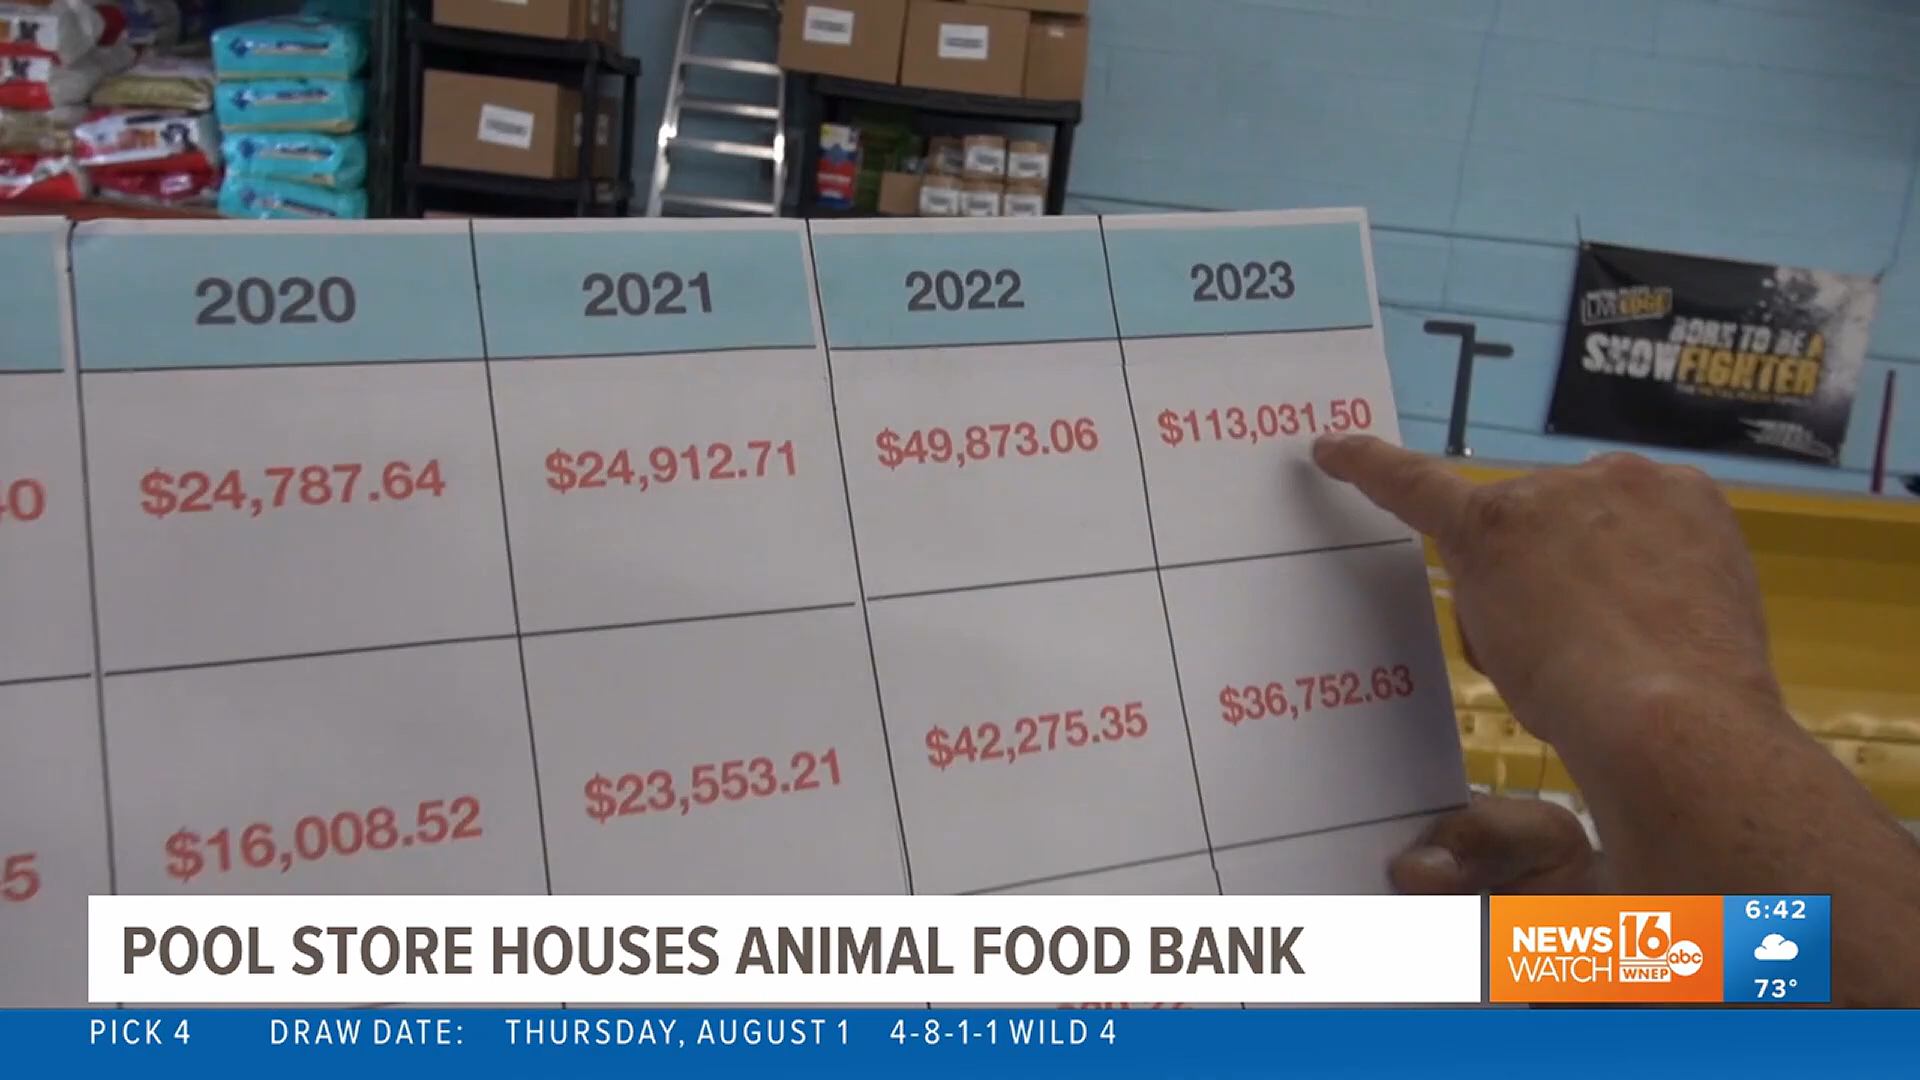 2020 2021 2022 2023
40 $24,787.64 $24,912.71 $49,873.06 $113,031.50
5 $16,008.52 $23,553.21 $42,275.35 $36,752.63
BORN TO BE A
SNOWFIGHTER
POOL STORE HOUSES ANIMAL FOOD BANK
NEWS
WATCH
16
WNEP
abc
6:42
73°
PICK 4 DRAW DATE: THURSDAY, AUGUST 1 4-8-1-1 WILD 4